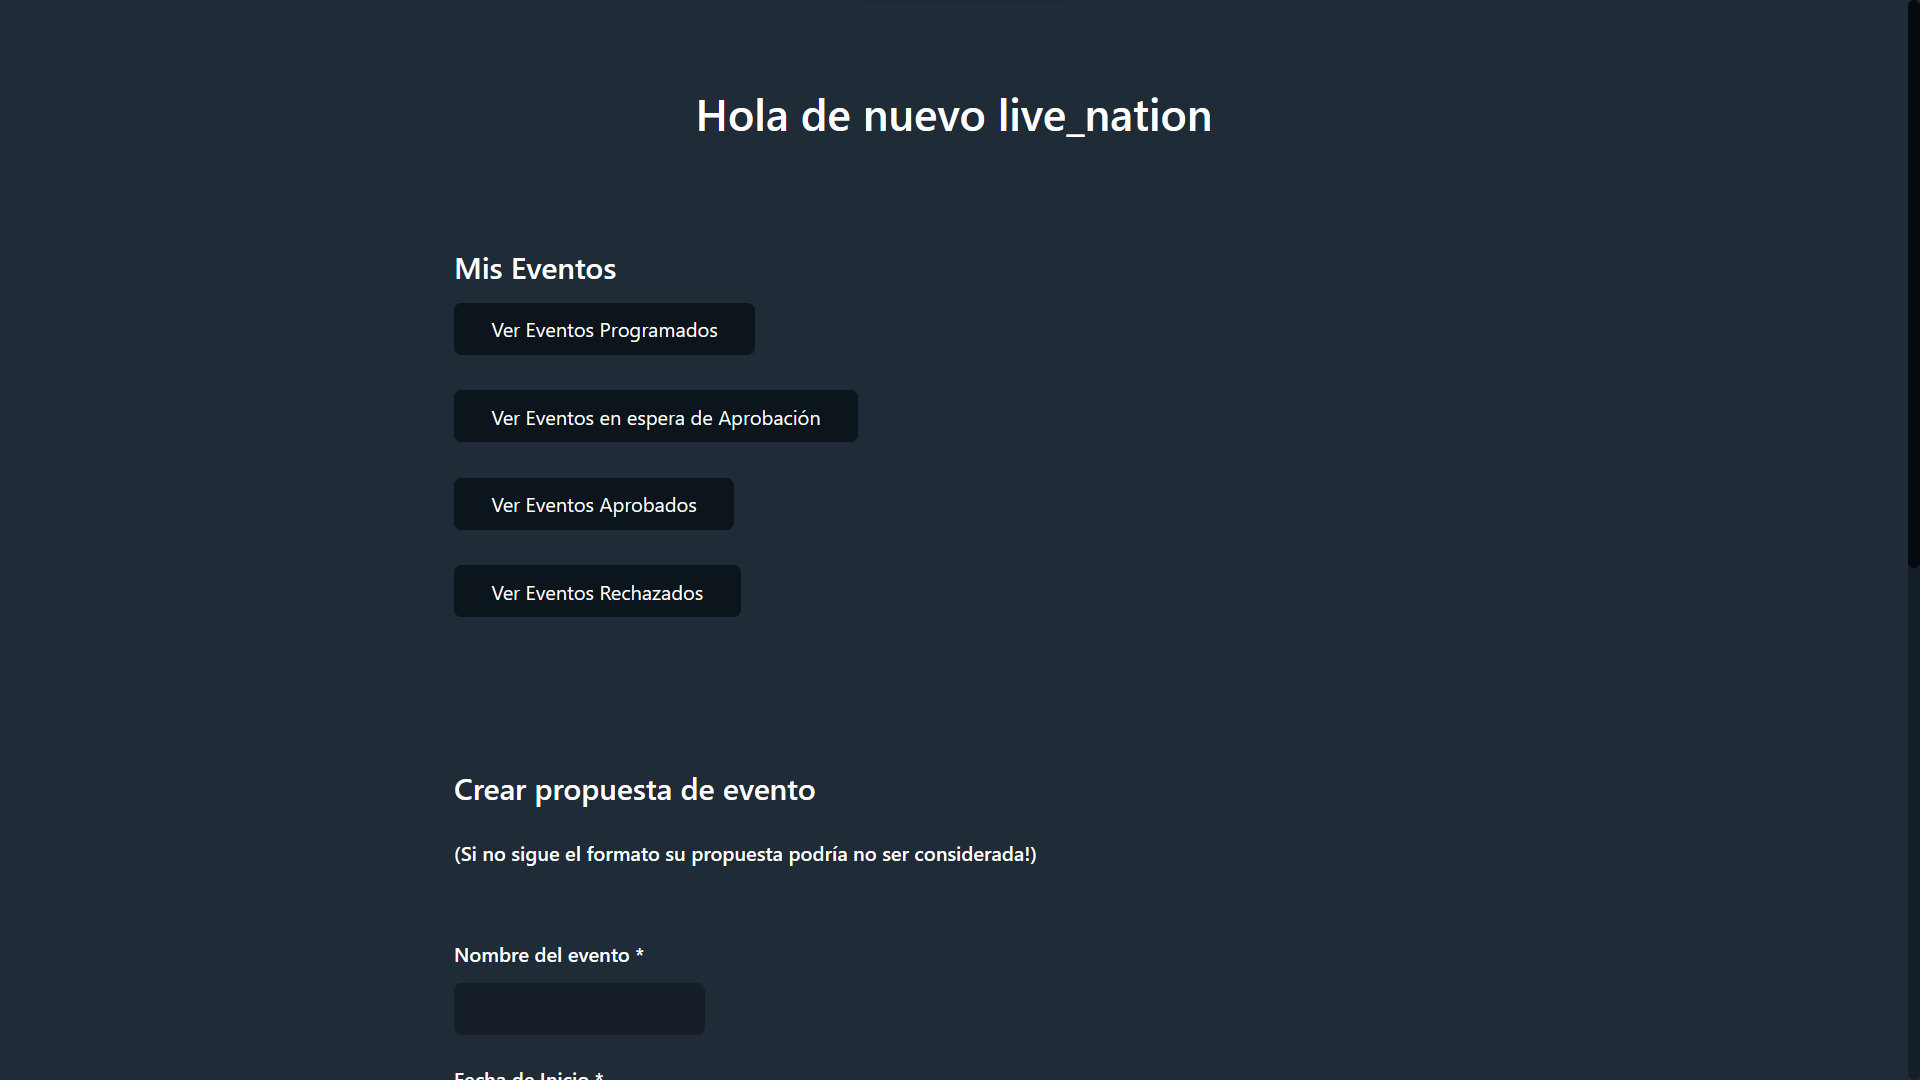 Hola de nuevo live_nation
Mis Eventos
Ver Eventos Programados
Ver Eventos en espera de Aprobación
Ver Eventos Aprobados
Ver Eventos Rechazados
Crear propuesta de evento
(Si no sigue el formato su propuesta podría no ser considerada!)
Nombre del evento *
Fecha de Inicio *